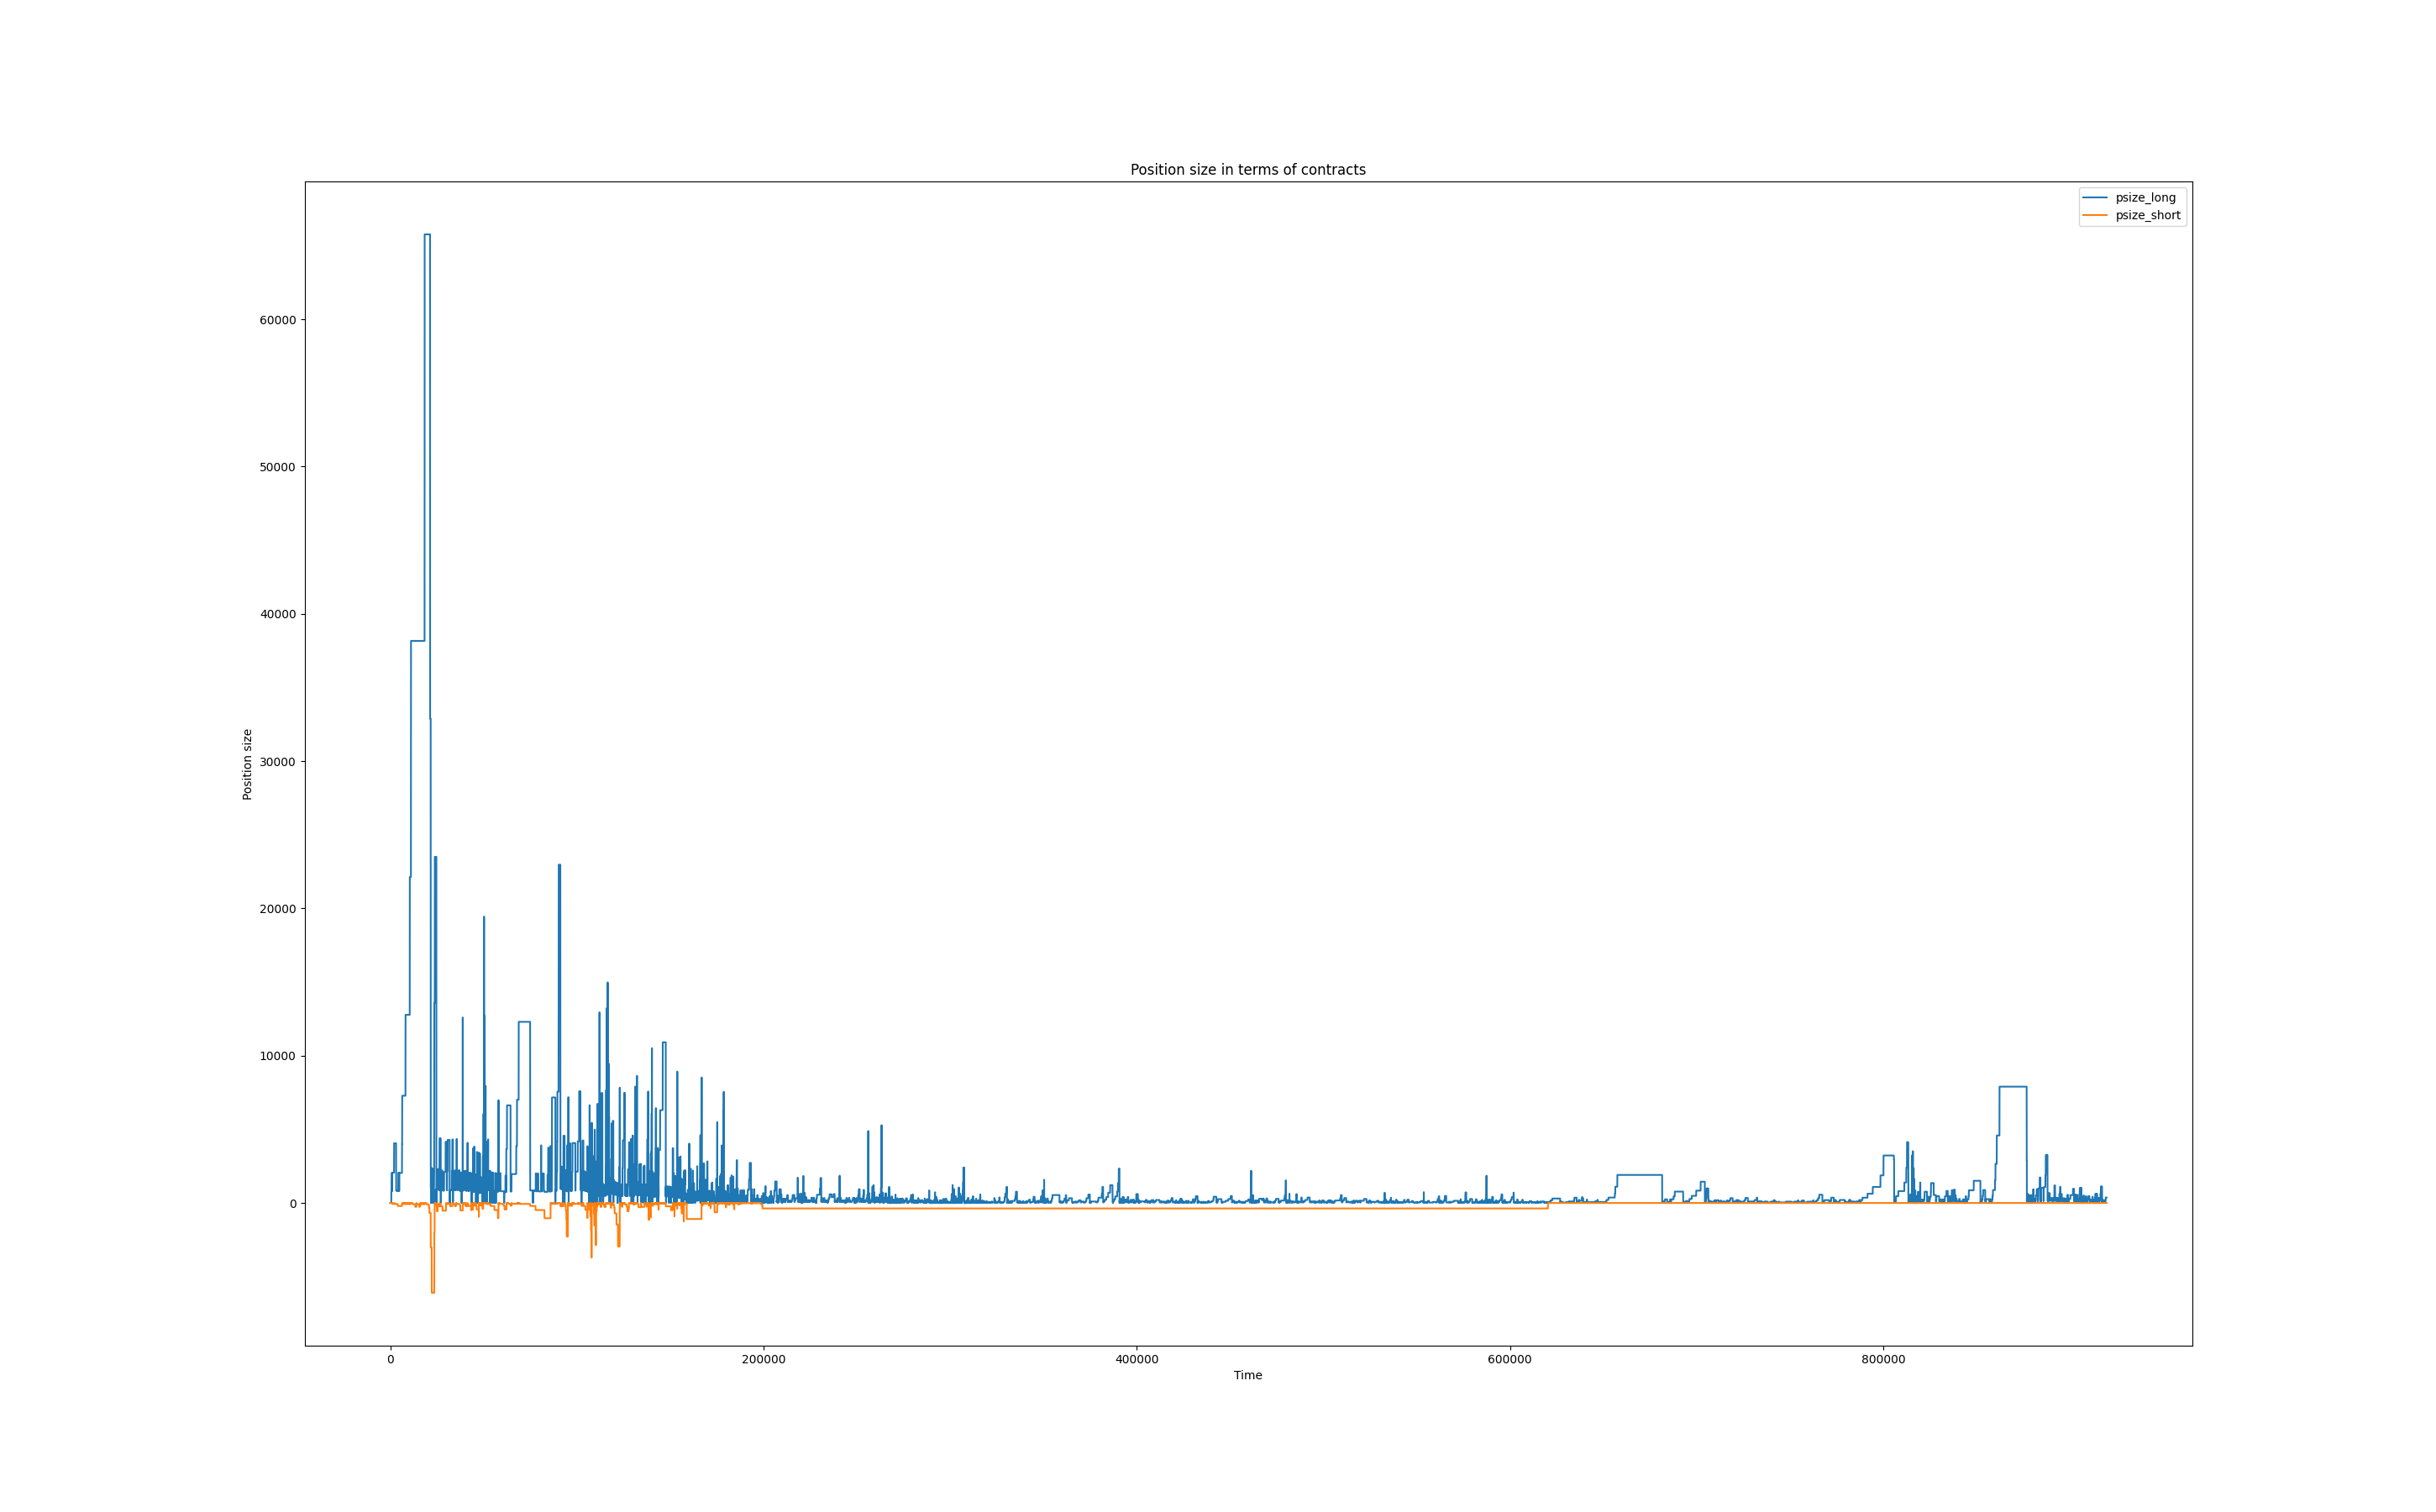 Position size in terms of contracts
psize_long
psize_short
60000
50000
40000
30000
20000
10000
0
Position size
0
200000
400000
600000
800000
Time